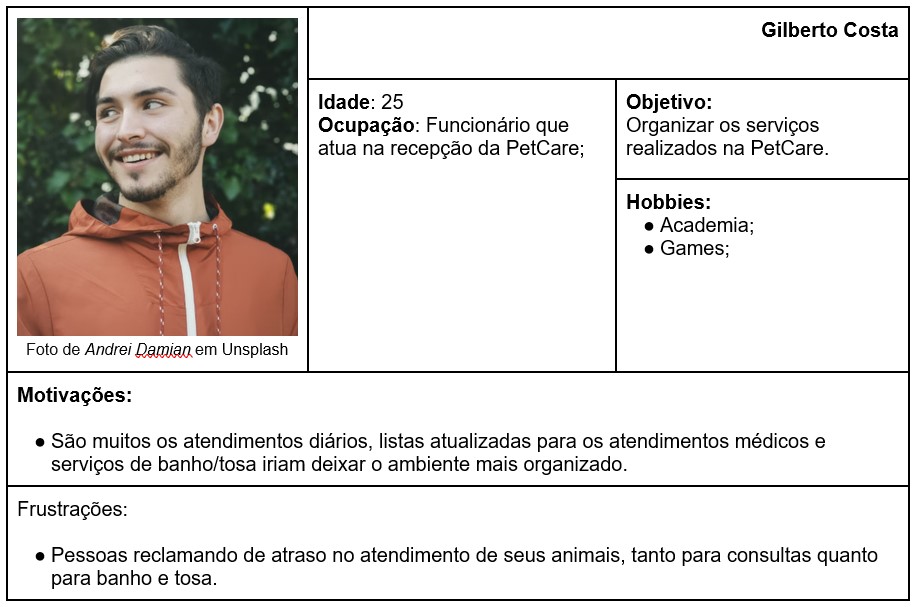 Gilberto Costa
Idade: 25
Ocupação: Funcionário que
atua na recepção da PetCare;
Objetivo:
Organizar os serviços
realizados na PetCare.
Hobbies:
● Academia;
● Games;
Foto de Andrei Damian em Unsplash
Motivações:
● São muitos os atendimentos diários, listas atualizadas para os atendimentos médicos e
serviços de banho/tosa iriam deixar o ambiente mais organizado.
Frustrações:
● Pessoas reclamando de atraso no atendimento de seus animais, tanto para consultas quanto
para banho e tosa.